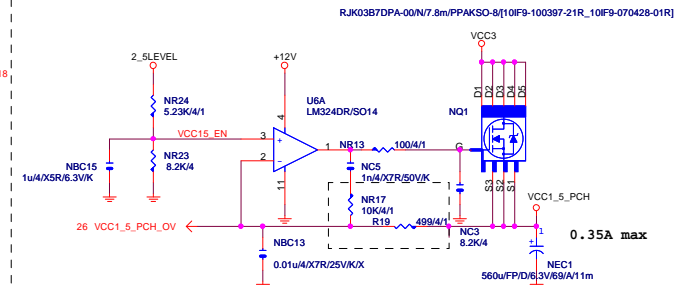 RJK03B7DPA-00/N/7.8m/PPAKSO-8/[10IF9-100397-21R_10IF9-070428-01R]
VCC3
2_5LEVEL
+12V
18
D1
D2
D3
D4
D5
NR24
5.23K/4/1
U6A
LM324DR/SO14
NQ1
4
VCC15_EN
3
+
2
-
1
11
NR13
100/4/1
G
NBC15
1u/4/X5R/6.3V/K
NR23
8.2K/4
NC5
1n/4/X7R/50V/K
S3
S2
S1
VCC1_5_PCH
NR17
10K/4/1
R19
499/4/1
26 VCC1_5_PCH_OV
NC3
8.2K/4
1
+
0.35A max
NBC13
0.01u/4/X7R/25V/K/X
NEC1
560u/FP/D/6.3V/69/A/11m